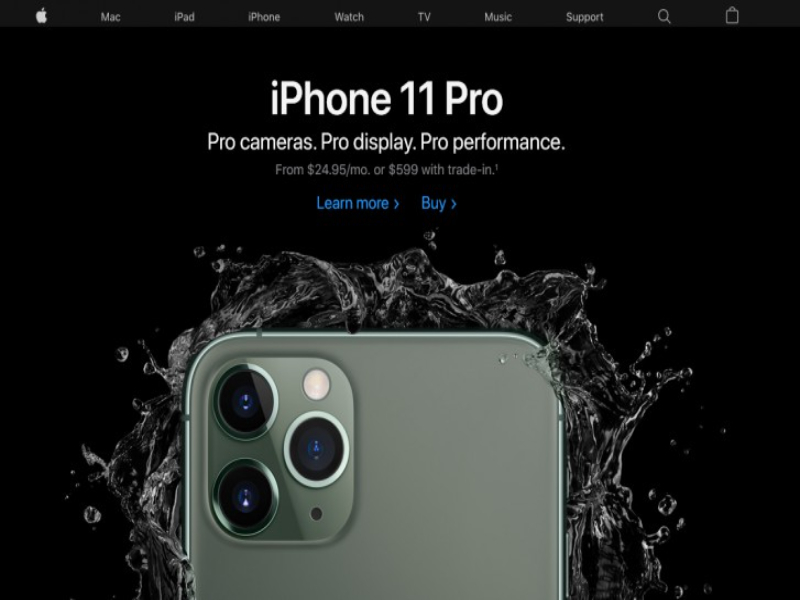 Mac iPad iPhone Watch TV Music Support
iPhone 11 Pro
Pro cameras. Pro display. Pro performance.
From $24.95/mo. or $599 with trade-in.¹
Learn more › Buy ›